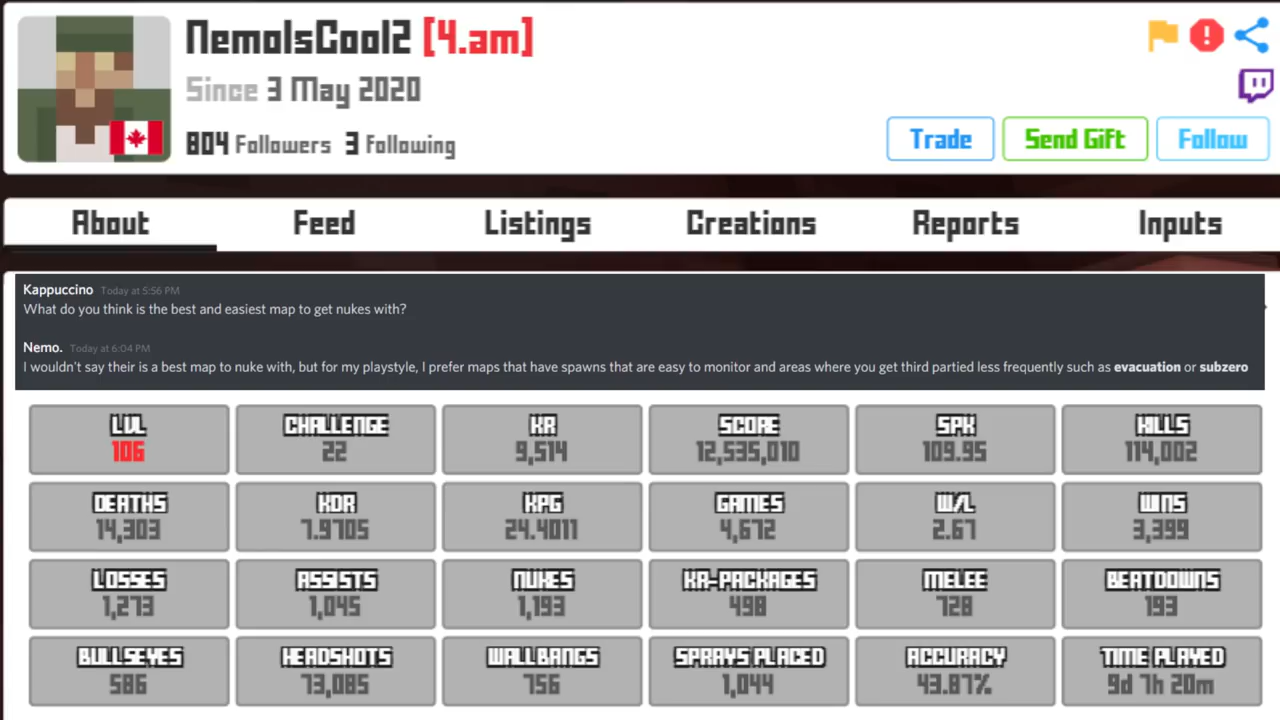 NemoIsCool2 [4.am]
Since 3 May 2020
804 Followers 3 Following
Trade Send Gift Follow
About Feed Listings Creations Reports Inputs
Kappuccino Today at 5:56 PM
What do you think is the best and easiest map to get nukes with?
Nemo. Today at 6:04 PM
I wouldn't say their is a best map to nuke with, but for my playstyle, I prefer maps that have spawns that are easy to monitor and areas where you get third partied less frequently such as evacuation or subzero
LVL CHALLENGE KR SCORE SPK KILLS
106 22 9,514 12,535,010 109.95 114,002
DEATHS KDR KPG GAMES W/L WINS
14,303 7.9705 24.4011 4,672 2.67 3,399
LOSSES ASSISTS NUKES KR-PACKAGES MELEE BEATDOWNS
1,273 1,045 1,193 498 728 193
BULLSEYES HEADSHOTS WALLBANGS SPRAYS PLACED ACCURACY TIME PLAYED
586 73,085 756 1,044 43.87% 9d 7h 20m